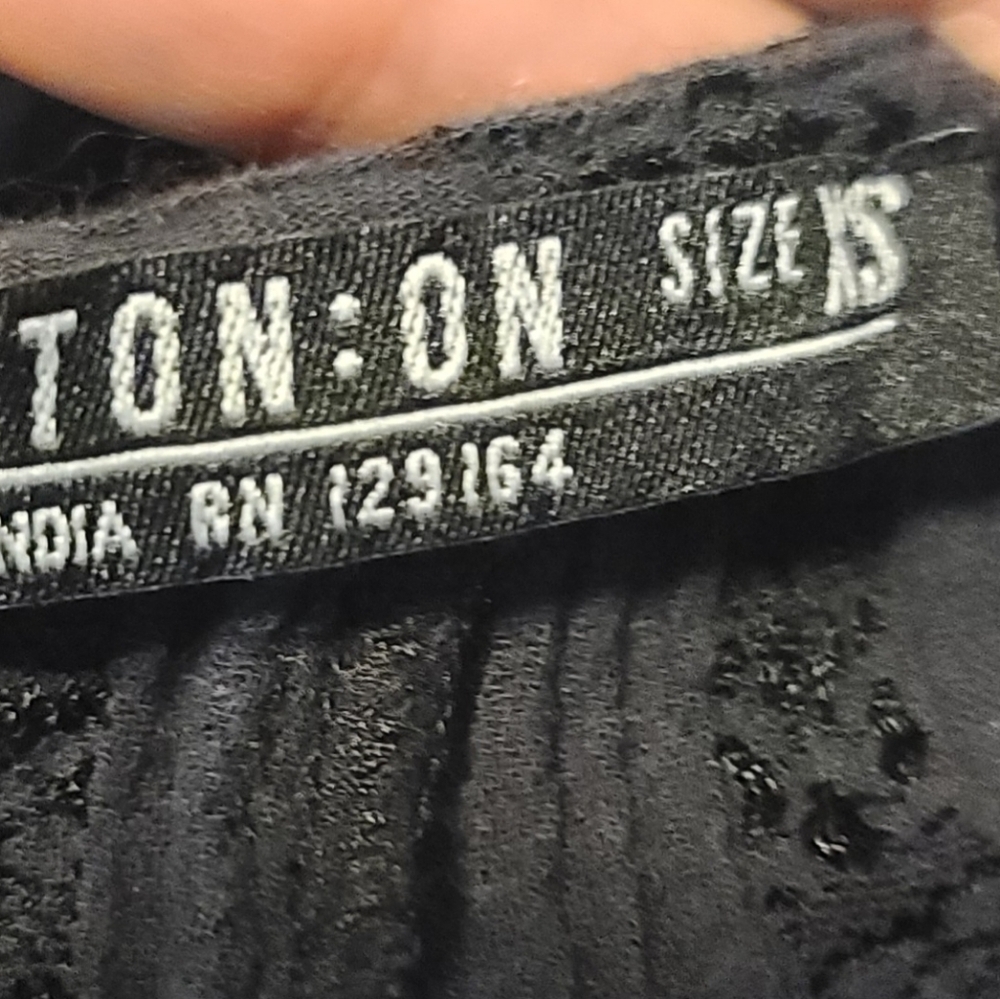 TON:ON SIZE XS
NDIA RN 129164